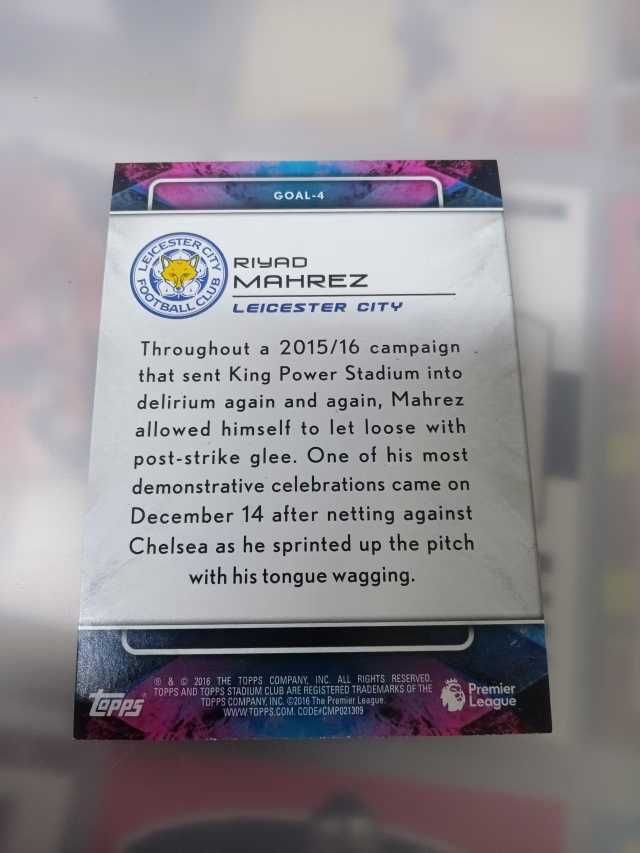 GOAL-4
LEICESTER CITY
FOOTBALL CLUB
RIYAD
MAHREZ
LEICESTER CITY
Throughout a 2015/16 campaign
that sent King Power Stadium into
delirium again and again, Mahrez
allowed himself to let loose with
post-strike glee. One of his most
demonstrative celebrations came on
December 14 after netting against
Chelsea as he sprinted up the pitch
with his tongue wagging.
® & © 2016 THE TOPPS COMPANY, INC. ALL RIGHTS RESERVED.
TOPPS AND TOPPS STADIUM CLUB ARE REGISTERED TRADEMARKS OF THE
TOPPS COMPANY, INC. ©2016 The Premier League.
WWW.TOPPS.COM. CODE#CMP021309
topps
Premier
League